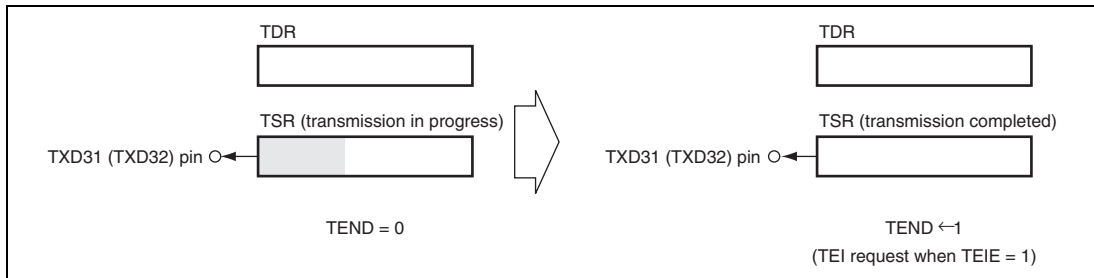 TDR
TSR (transmission in progress)
TXD31 (TXD32) pin
TEND = 0
TDR
TSR (transmission completed)
TXD31 (TXD32) pin
TEND ←1
(TEI request when TEIE = 1)